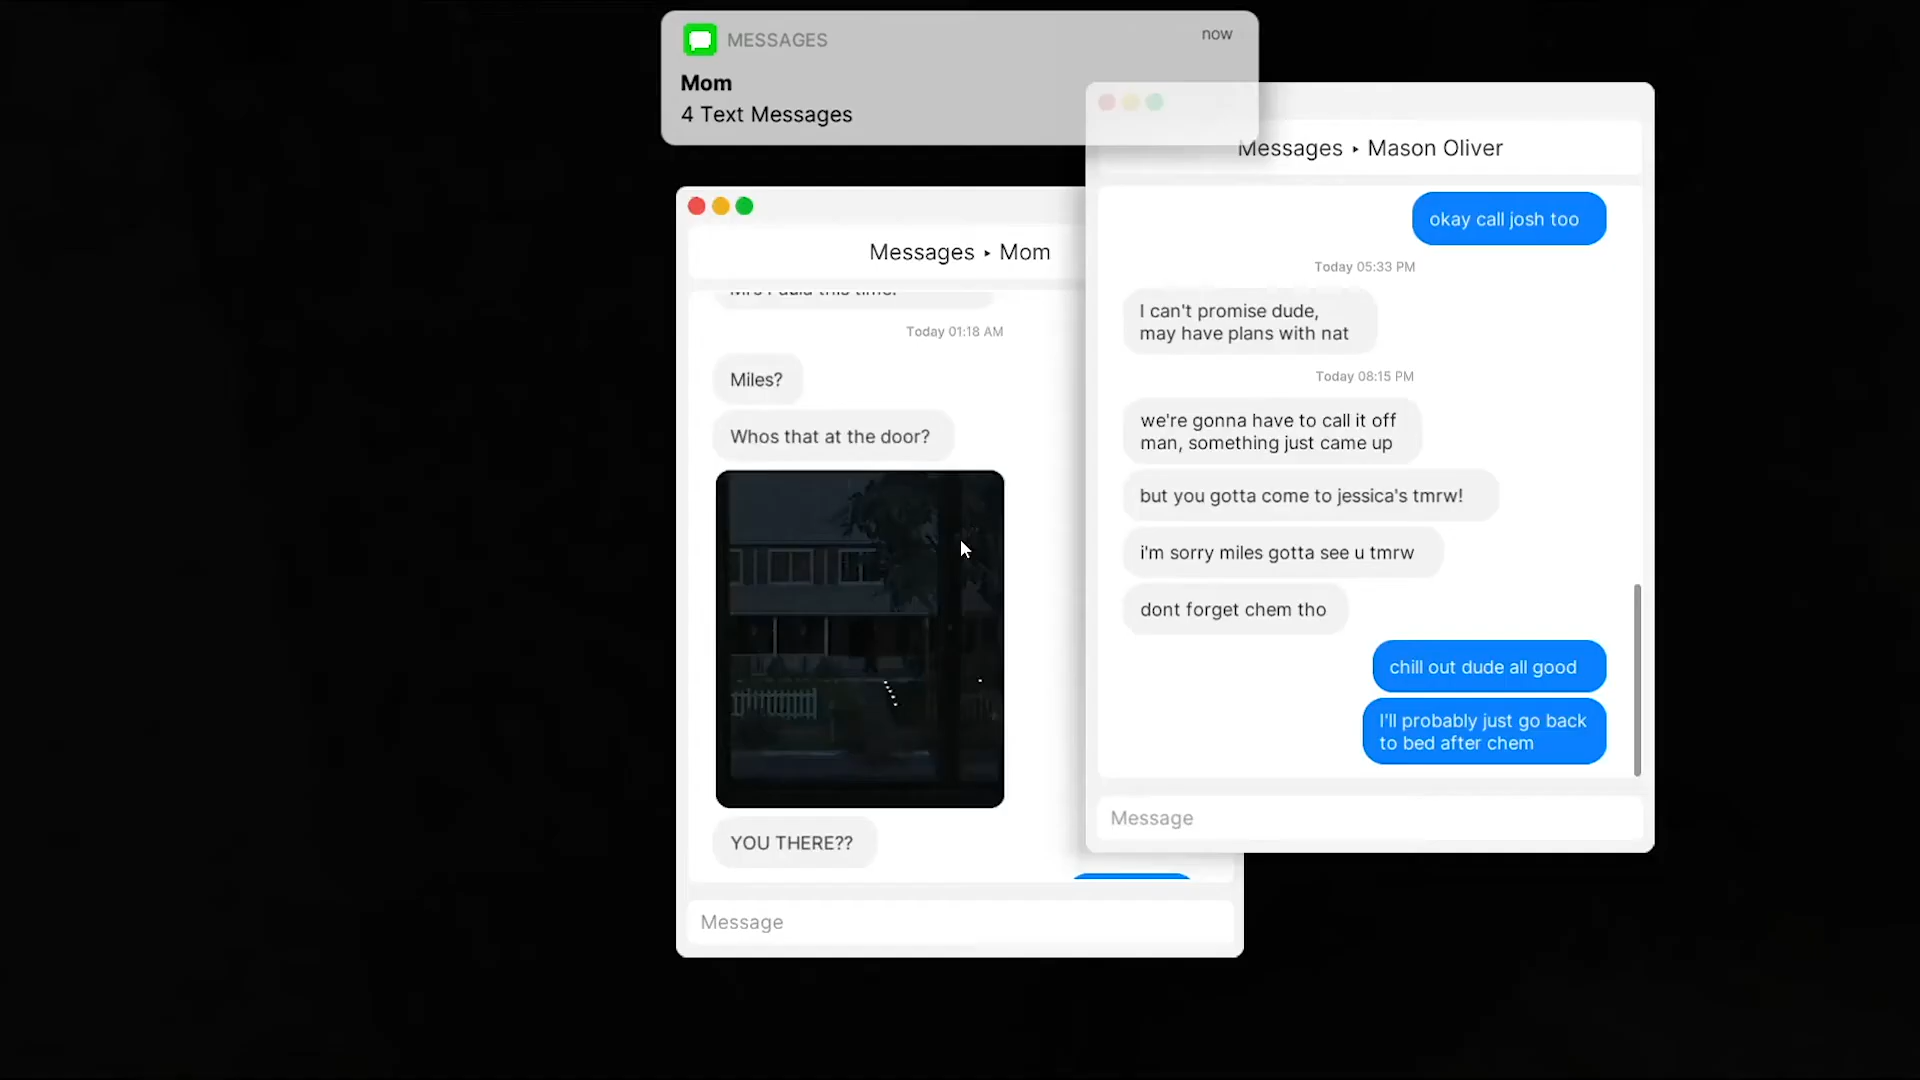 MESSAGES
now
Mom
4 Text Messages
Messages ‣ Mom
Mrs Paula this time.
Today 01:18 AM
Miles?
Whos that at the door?
YOU THERE??
Message
Messages ‣ Mason Oliver
okay call josh too
Today 05:33 PM
I can't promise dude,
may have plans with nat
Today 08:15 PM
we're gonna have to call it off
man, something just came up
but you gotta come to jessica's tmrw!
i'm sorry miles gotta see u tmrw
dont forget chem tho
chill out dude all good
I'll probably just go back
to bed after chem
Message